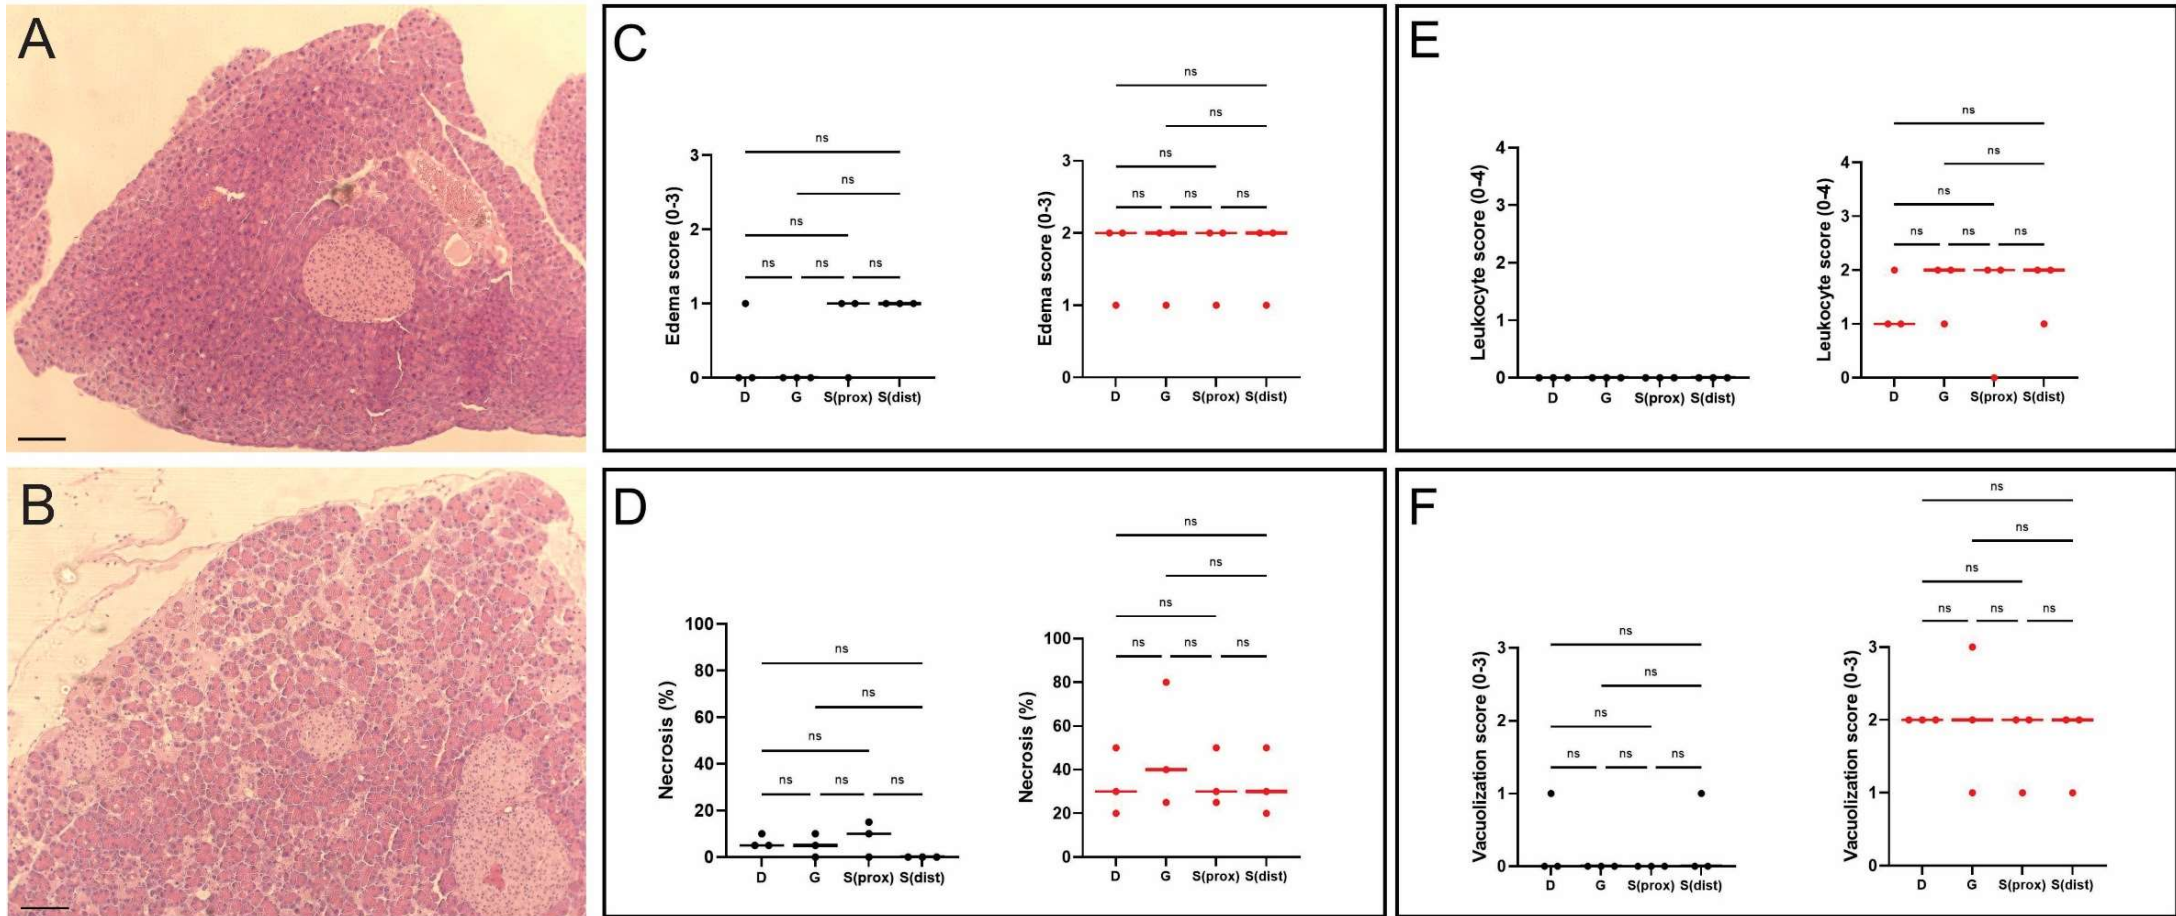 A
B
C
Edema score (0-3)
3
2
1
0
ns
ns
ns
ns ns ns
D G S(prox) S(dist)
Edema score (0-3)
3
2
1
0
ns
ns
ns
ns ns ns
D G S(prox) S(dist)
D
Necrosis (%)
100
80
60
40
20
0
ns
ns
ns
ns ns ns
D G S(prox) S(dist)
Necrosis (%)
100
80
60
40
20
0
ns
ns
ns
ns ns ns
D G S(prox) S(dist)
E
Leukocyte score (0-4)
4
3
2
1
0
D G S(prox) S(dist)
Leukocyte score (0-4)
4
3
2
1
0
ns
ns
ns
ns ns ns
D G S(prox) S(dist)
F
Vacuolization score (0-3)
3
2
1
0
ns
ns
ns
ns ns ns
D G S(prox) S(dist)
Vacuolization score (0-3)
3
2
1
0
ns
ns
ns
ns ns ns
D G S(prox) S(dist)